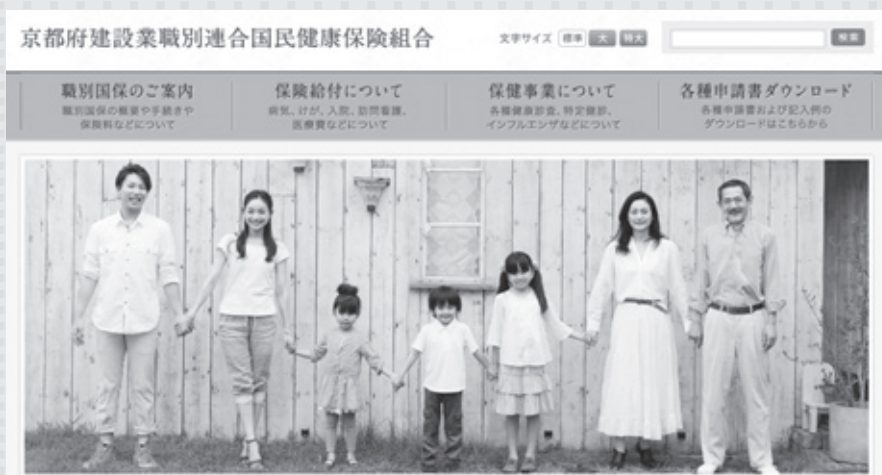 京都府建設業職別連合国民健康保険組合
文字サイズ 標準 大 特大 検索
職別国保のご案内
職別国保の概要や手続きや
保険料などについて
保険給付について
病気、けが、入院、訪問看護、
医療費などについて
保健事業について
各種健康診査、特定健診、
インフルエンザなどについて
各種申請書ダウンロード
各種申請書および記入例の
ダウンロードはこちらから